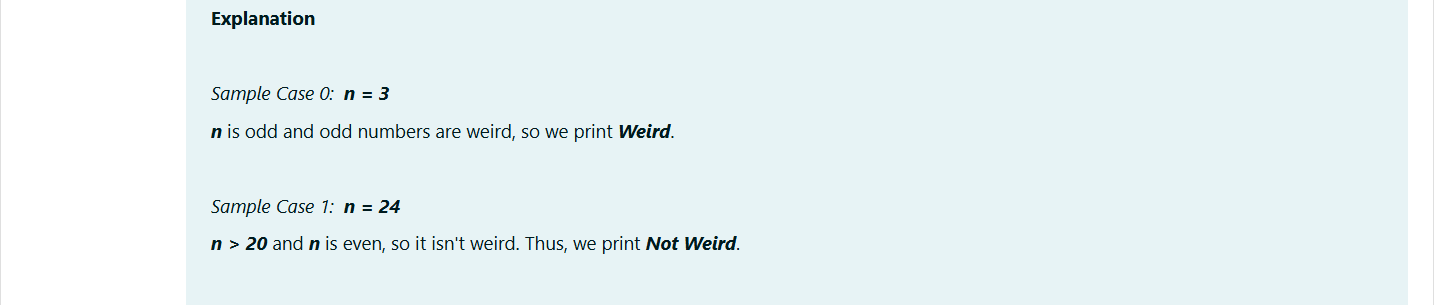 Explanation
Sample Case 0: n = 3
n is odd and odd numbers are weird, so we print Weird.
Sample Case 1: n = 24
n > 20 and n is even, so it isn't weird. Thus, we print Not Weird.